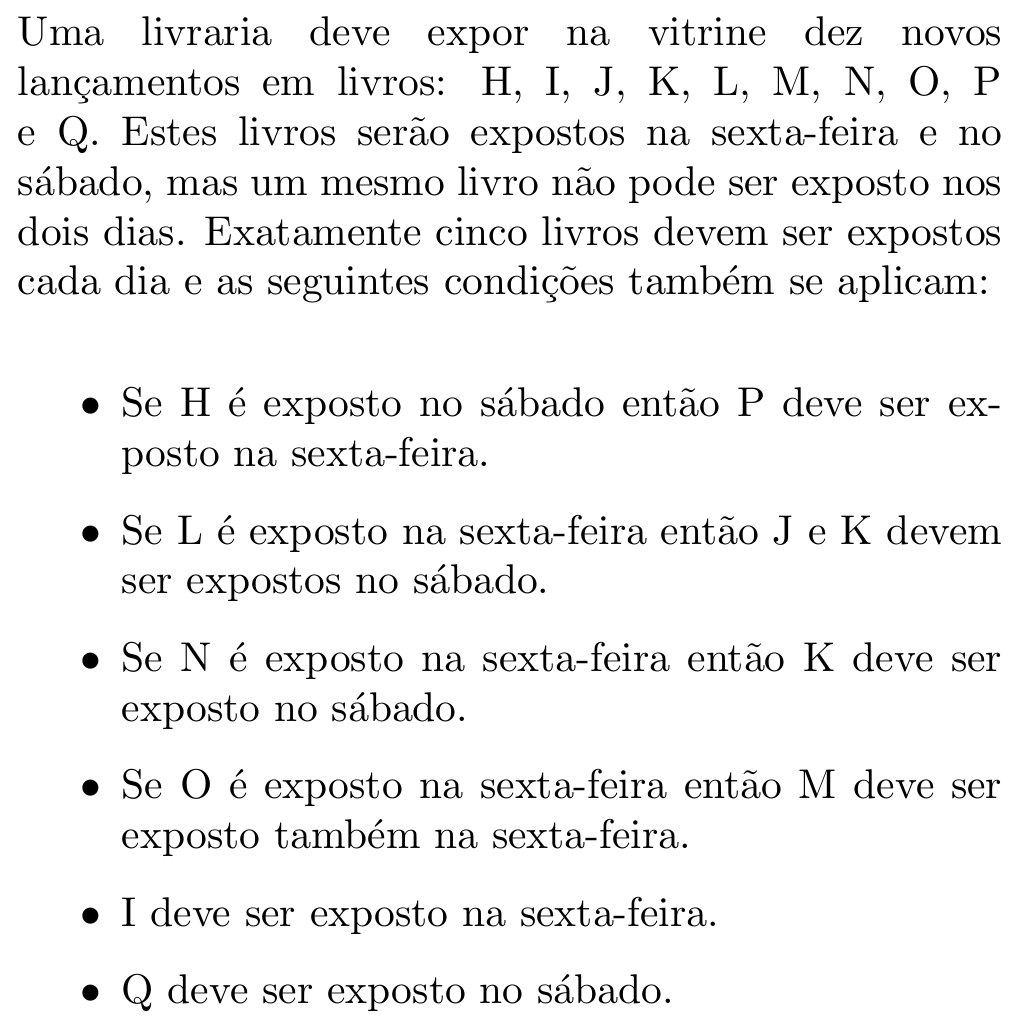 Uma livraria deve expor na vitrine dez novos
lançamentos em livros: H, I, J, K, L, M, N, O, P
e Q. Estes livros serão expostos na sexta-feira e no
sábado, mas um mesmo livro não pode ser exposto nos
dois dias. Exatamente cinco livros devem ser expostos
cada dia e as seguintes condições também se aplicam:
• Se H é exposto no sábado então P deve ser ex-
posto na sexta-feira.
• Se L é exposto na sexta-feira então J e K devem
ser expostos no sábado.
• Se N é exposto na sexta-feira então K deve ser
exposto no sábado.
• Se O é exposto na sexta-feira então M deve ser
exposto também na sexta-feira.
• I deve ser exposto na sexta-feira.
• Q deve ser exposto no sábado.